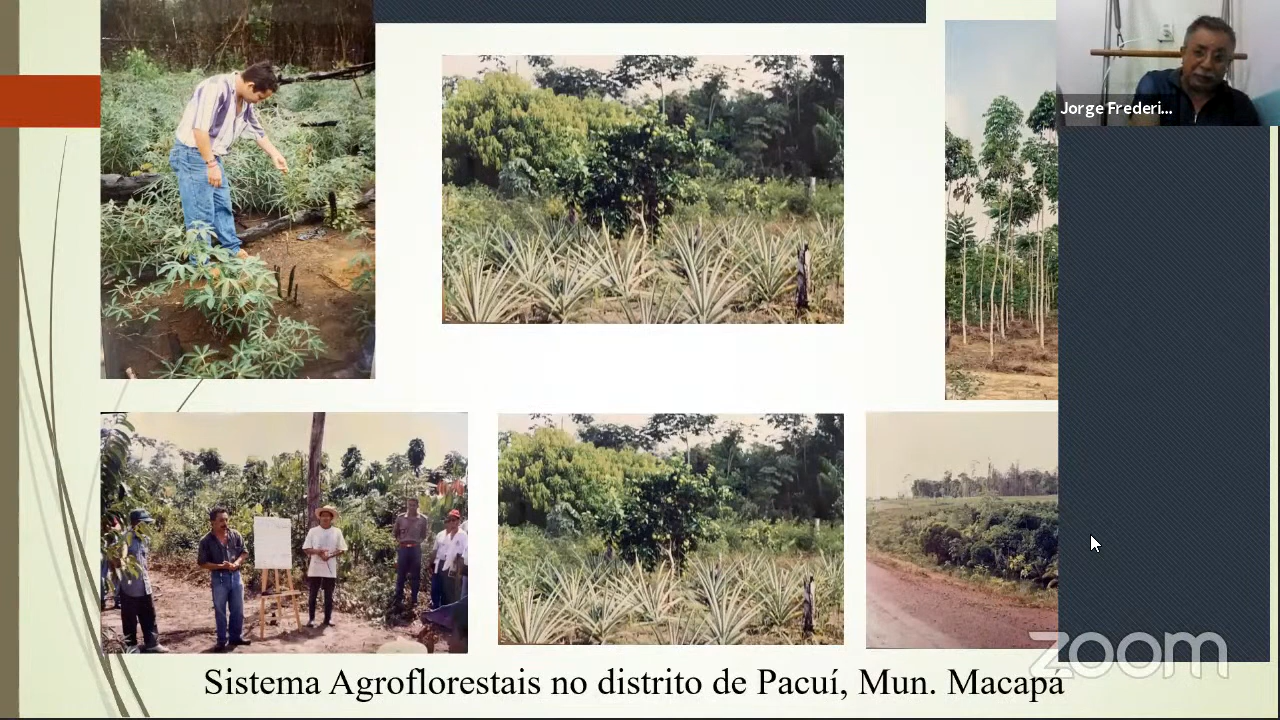 Jorge Frederi...
Sistema Agroflorestais no distrito de Pacuí, Mun. Macapá
zoom